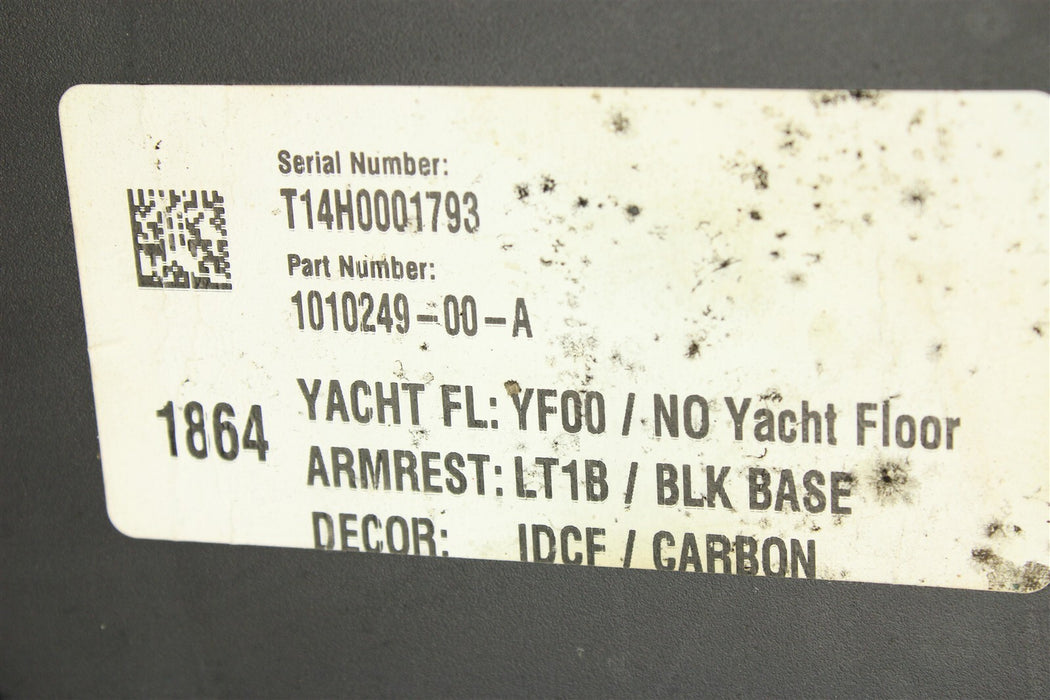 Serial Number:
T14H0001793
Part Number:
1010249-00-A
1864
YACHT FL: YF00 / NO Yacht Floor
ARMREST: LT1B / BLK BASE
DECOR: IDCF / CARBON